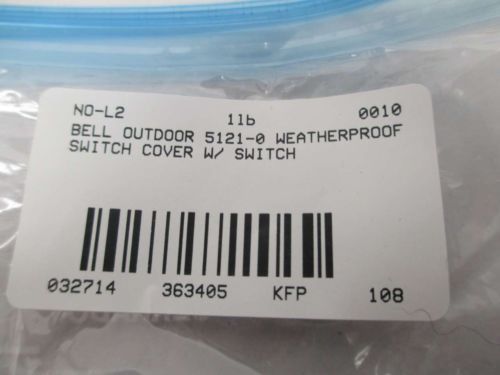 NO-L2 11b 0010
BELL OUTDOOR 5121-0 WEATHERPROOF
SWITCH COVER W/ SWITCH
032714 363405 KFP 108